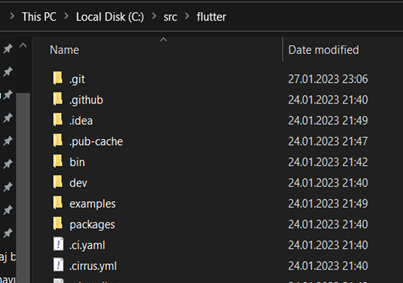 This PC > Local Disk (C:) > src > flutter
Name Date modified
.git 27.01.2023 23:06
.github 24.01.2023 21:40
.idea 24.01.2023 21:49
.pub-cache 24.01.2023 21:47
bin 24.01.2023 21:42
dev 24.01.2023 21:40
examples 24.01.2023 21:49
packages 24.01.2023 21:40
.ci.yaml 24.01.2023 21:40
.cirrus.yml 24.01.2023 21:40